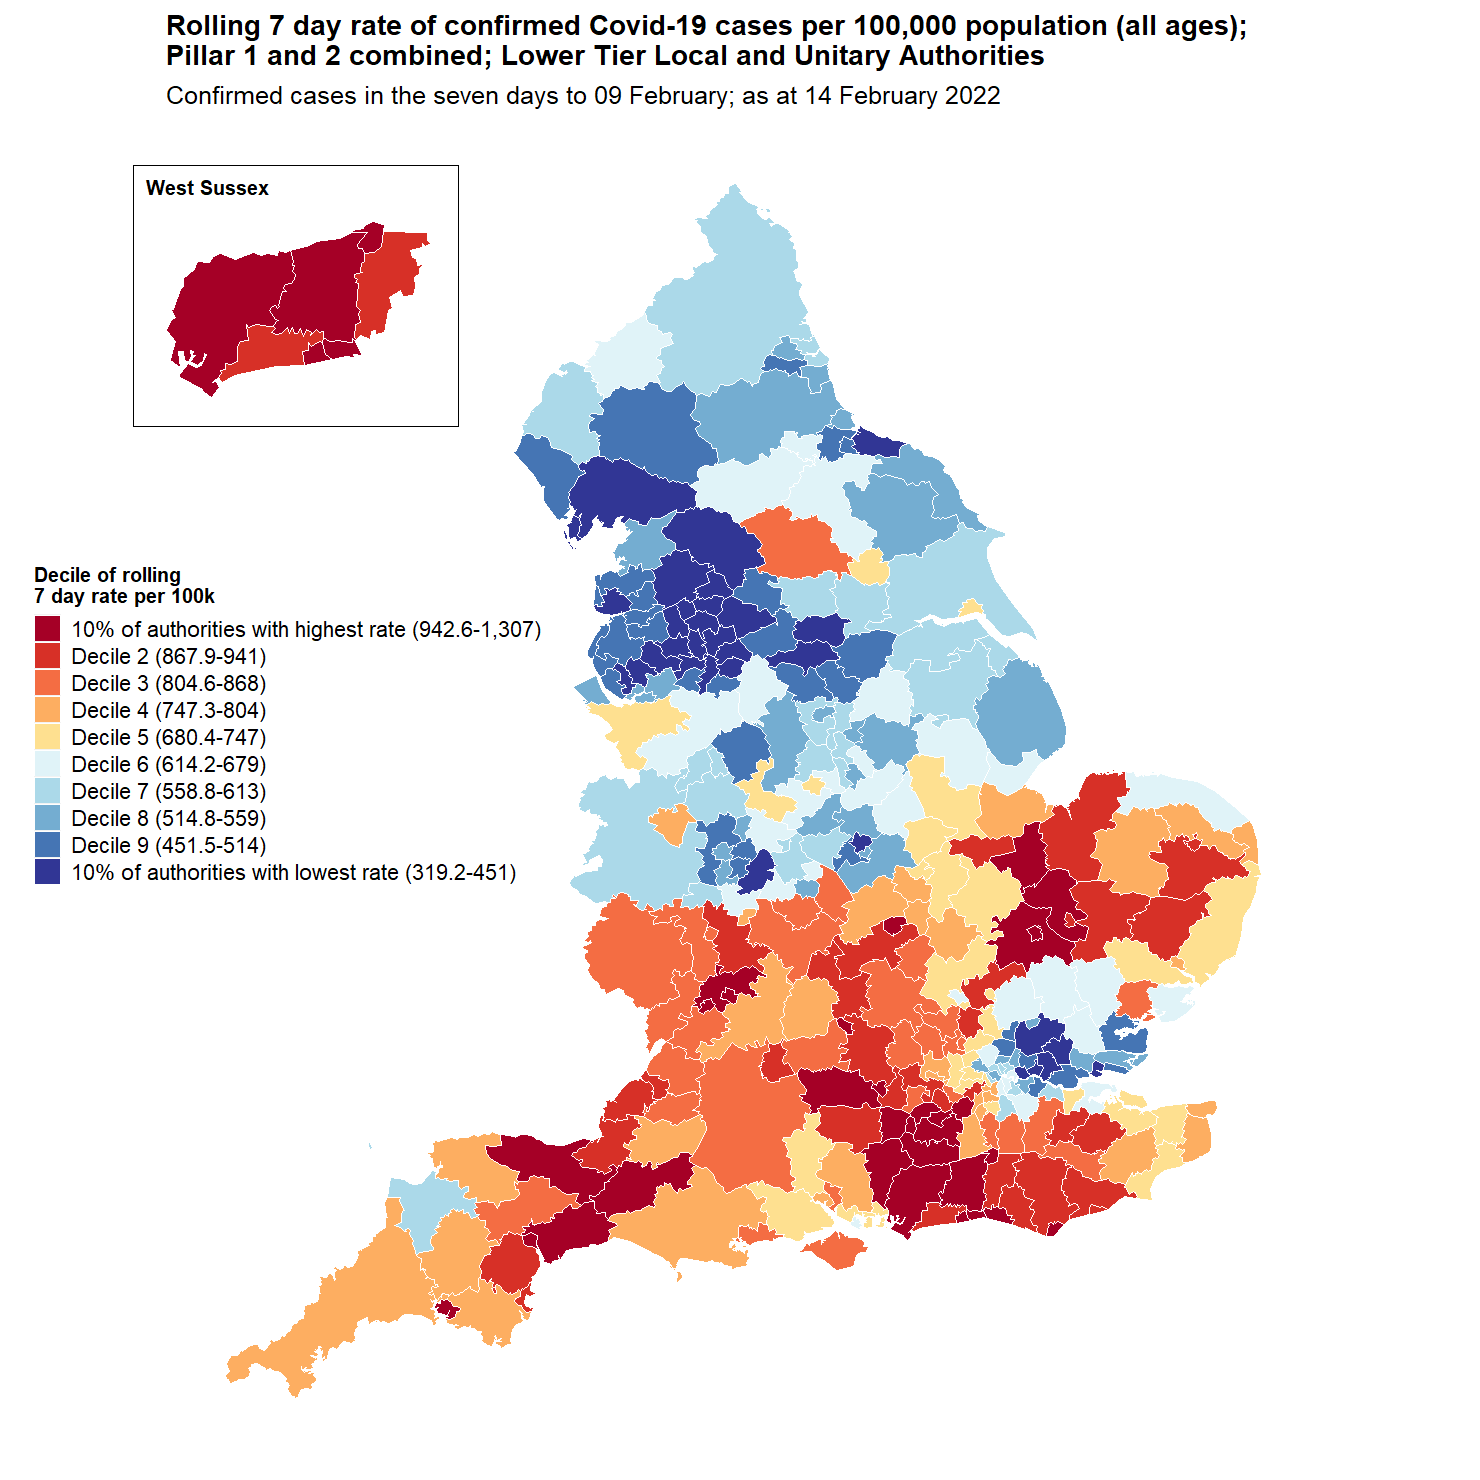 Rolling 7 day rate of confirmed Covid-19 cases per 100,000 population (all ages);
Pillar 1 and 2 combined; Lower Tier Local and Unitary Authorities
Confirmed cases in the seven days to 09 February; as at 14 February 2022
West Sussex
Decile of rolling
7 day rate per 100k
10% of authorities with highest rate (942.6-1,307)
Decile 2 (867.9-941)
Decile 3 (804.6-868)
Decile 4 (747.3-804)
Decile 5 (680.4-747)
Decile 6 (614.2-679)
Decile 7 (558.8-613)
Decile 8 (514.8-559)
Decile 9 (451.5-514)
10% of authorities with lowest rate (319.2-451)